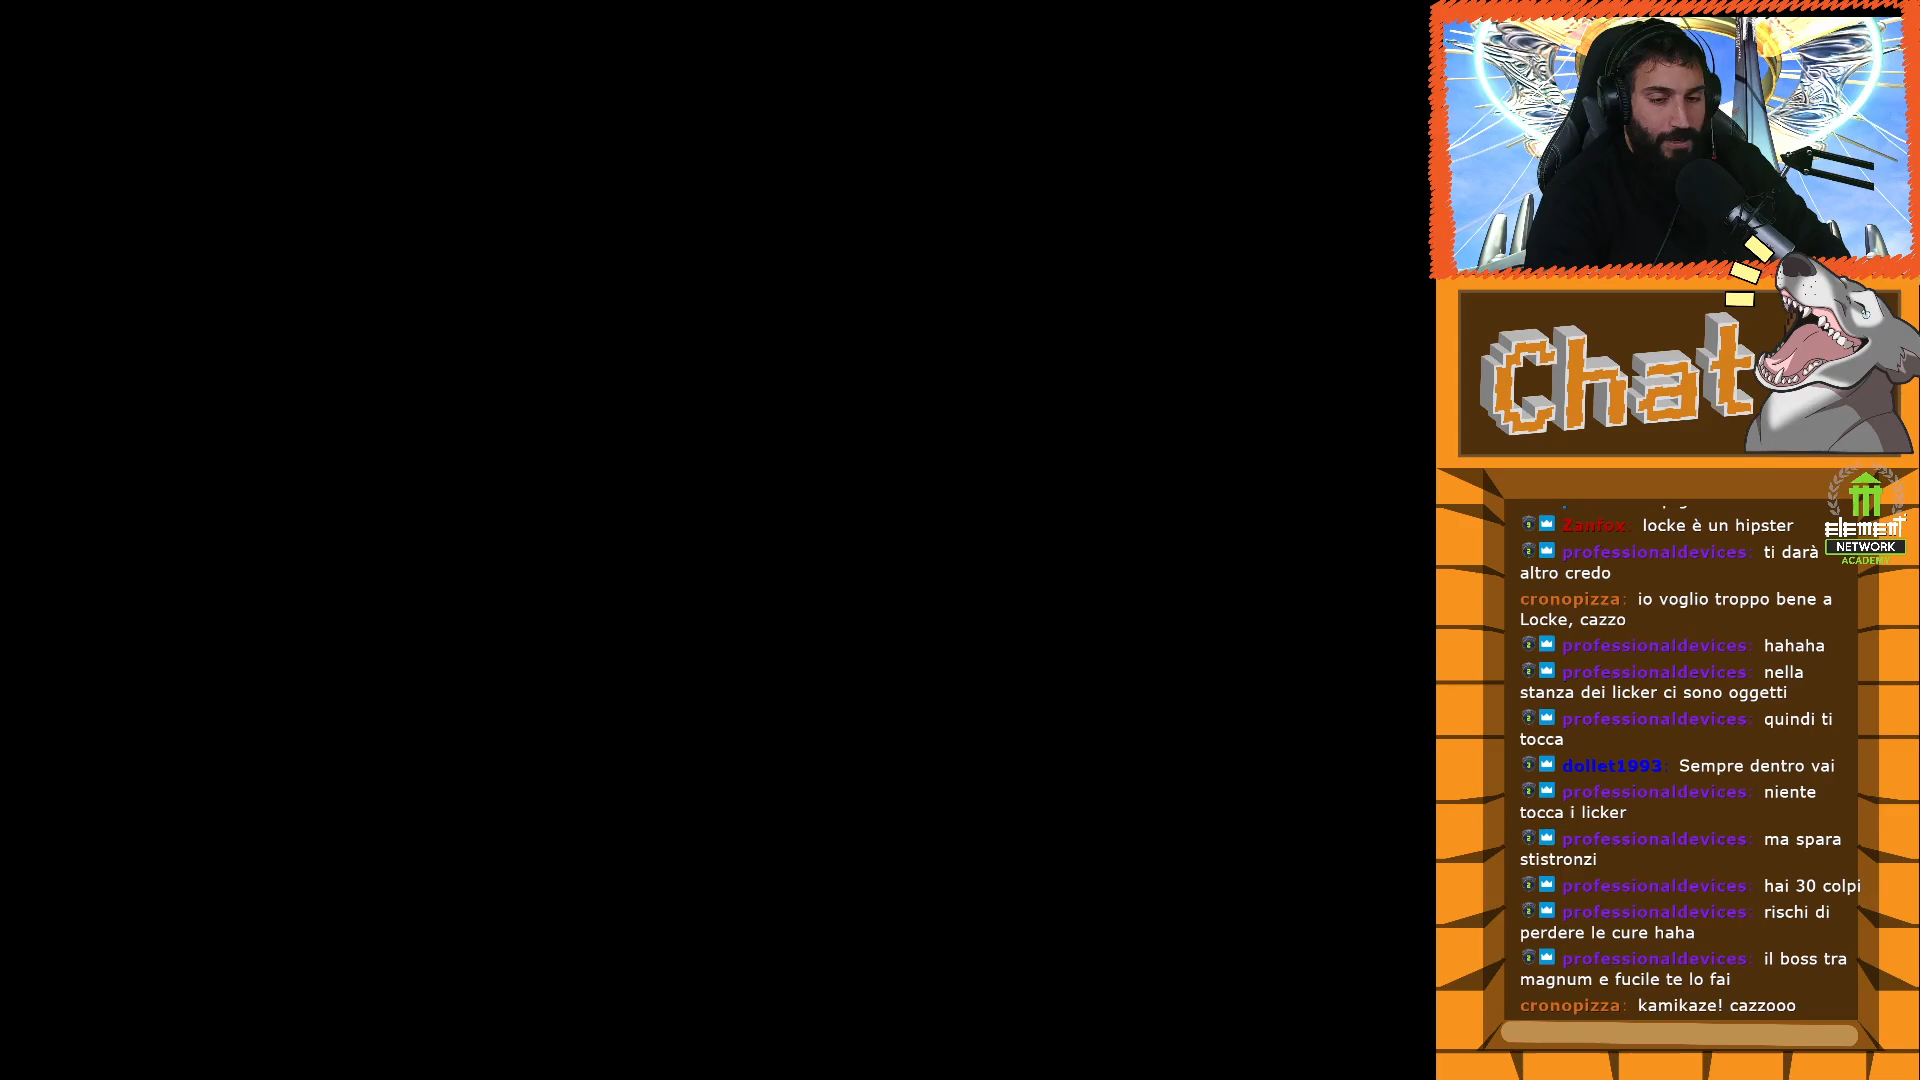 Chat
element
NETWORK
ACADEMY
Zanfox: locke è un hipster
professionaldevices: ti darà
altro credo
cronopizza: io voglio troppo bene a
Locke, cazzo
professionaldevices: hahaha
professionaldevices: nella
stanza dei licker ci sono oggetti
professionaldevices: quindi ti
tocca
dollet1993: Sempre dentro vai
professionaldevices: niente
tocca i licker
professionaldevices: ma spara
stistronzi
professionaldevices: hai 30 colpi
professionaldevices: rischi di
perdere le cure haha
professionaldevices: il boss tra
magnum e fucile te lo fai
cronopizza: kamikaze! cazzooo